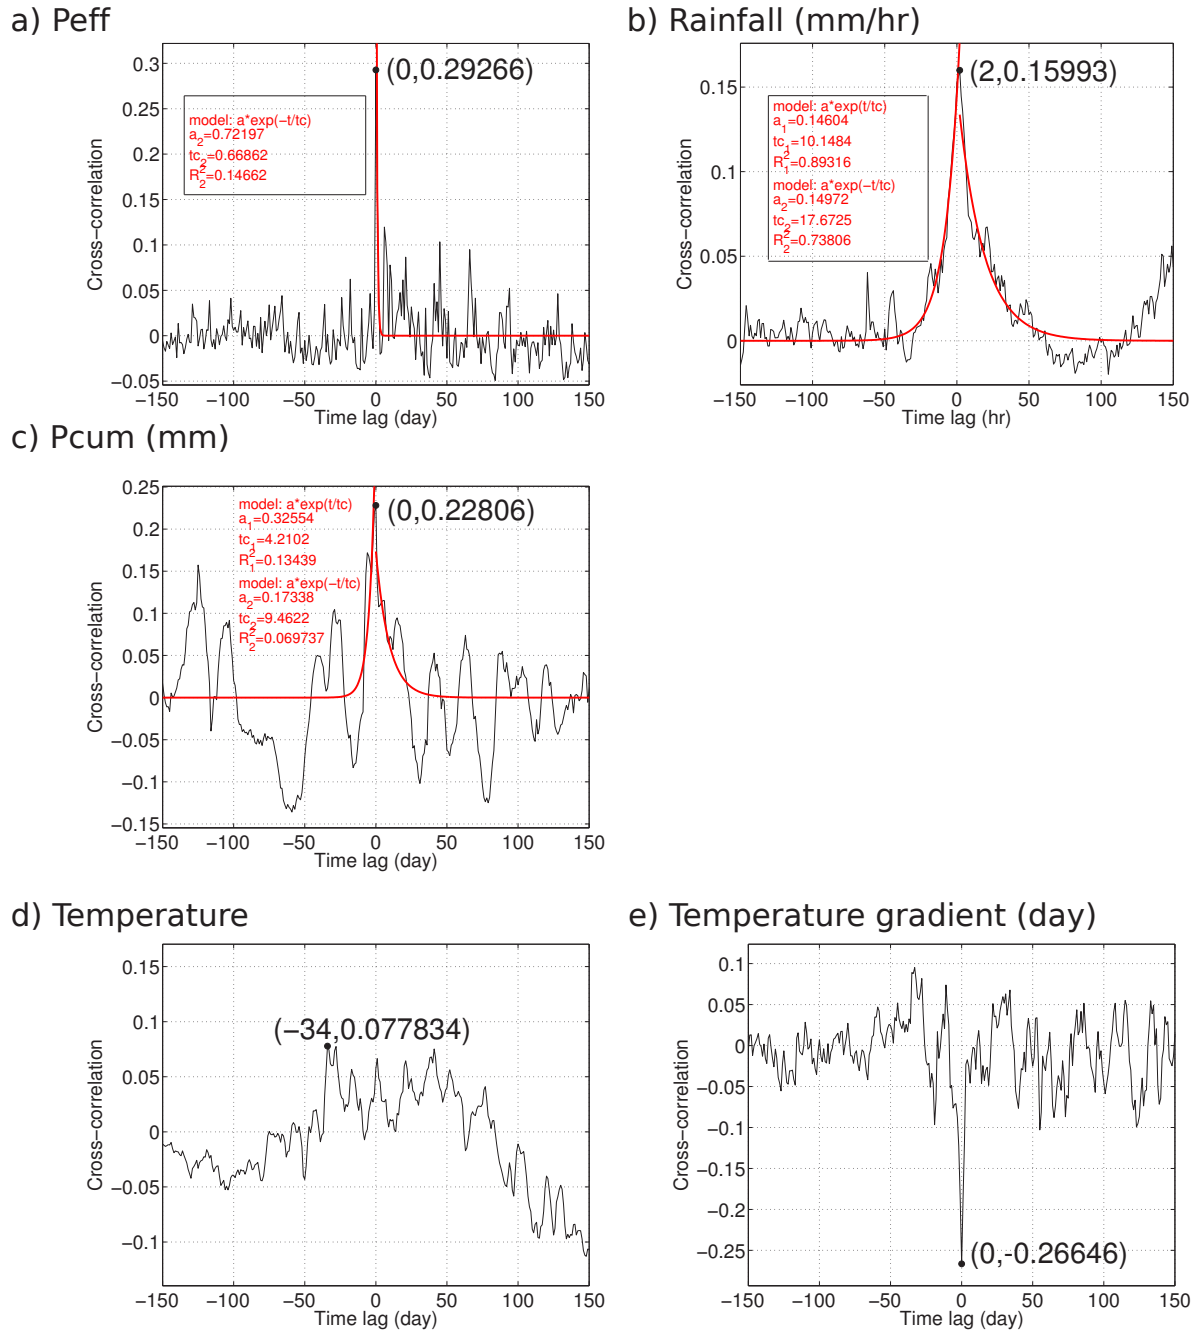 a) Peff
0.3
0.25
0.2
0.15
0.1
0.05
0
−0.05
−150
−100
−50
0
50
100
150
Cross−correlation
Time lag (day)
(0,0.29266)
model: a*exp(−t/tc)
a2=0.72197
tc2=0.66862
R22=0.14662
b) Rainfall (mm/hr)
0.15
0.1
0.05
0
−150
−100
−50
0
50
100
150
Cross−correlation
Time lag (hr)
(2,0.15993)
model: a*exp(t/tc)
a1=0.14604
tc1=10.1484
R21=0.89316
model: a*exp(−t/tc)
a2=0.14972
tc2=17.6725
R22=0.73806
c) Pcum (mm)
0.25
0.2
0.15
0.1
0.05
0
−0.05
−0.1
−0.15
−150
−100
−50
0
50
100
150
Cross−correlation
Time lag (day)
(0,0.22806)
model: a*exp(t/tc)
a1=0.32554
tc1=4.2102
R21=0.13439
model: a*exp(−t/tc)
a2=0.17338
tc2=9.4622
R22=0.069737
d) Temperature
0.15
0.1
0.05
0
−0.05
−0.1
−150
−100
−50
0
50
100
150
Cross−correlation
Time lag (day)
(−34,0.077834)
e) Temperature gradient (day)
0.1
0.05
0
−0.05
−0.1
−0.15
−0.2
−0.25
−150
−100
−50
0
50
100
150
Cross−correlation
Time lag (day)
(0,-0.26646)